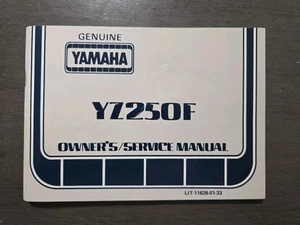 GENUINE
YAMAHA
YZ250F
OWNER'S/SERVICE MANUAL
LIT-11626-01-33